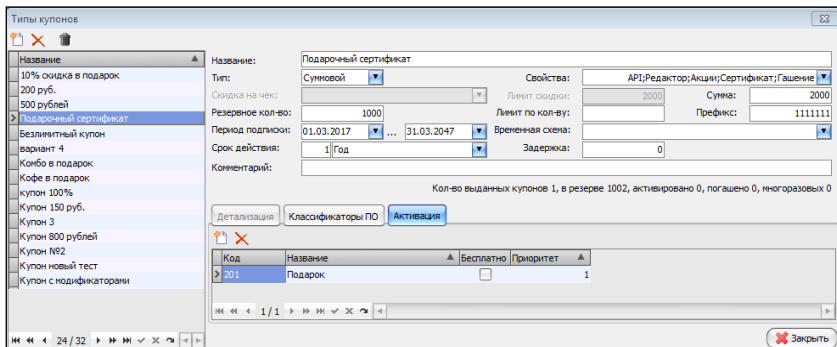 Типы купонов
Название
10% скидка в подарок
200 руб.
500 рублей
Подарочный сертификат
Безлимитный купон
вариант 4
Комбо в подарок
Кофе в подарок
купон 100%
Купон 150 руб.
Купон 3
Купон 800 рублей
Купон №2
Купон новый тест
Купон с модификаторами
24 / 32
Название: Подарочный сертификат
Тип: Суммовой Свойства: API;Редактор;Акции;Сертификат;Гашение
Скидка на чек: Лимит скидки: 2000 Сумма: 2000
Резервное кол-во: 1000 Лимит по кол-ву: Префикс: 1111111
Период подписки: 01.03.2017 ... 31.03.2047 Временная схема:
Срок действия: 1 Год Задержка: 0
Комментарий:
Кол-во выданных купонов 1, в резерве 1002, активировано 0, погашено 0, многоразовых 0
Детализация Классификаторы ПО Активация
Код Название Бесплатно Приоритет
201 Подарок 1
1 / 1
Закрыть